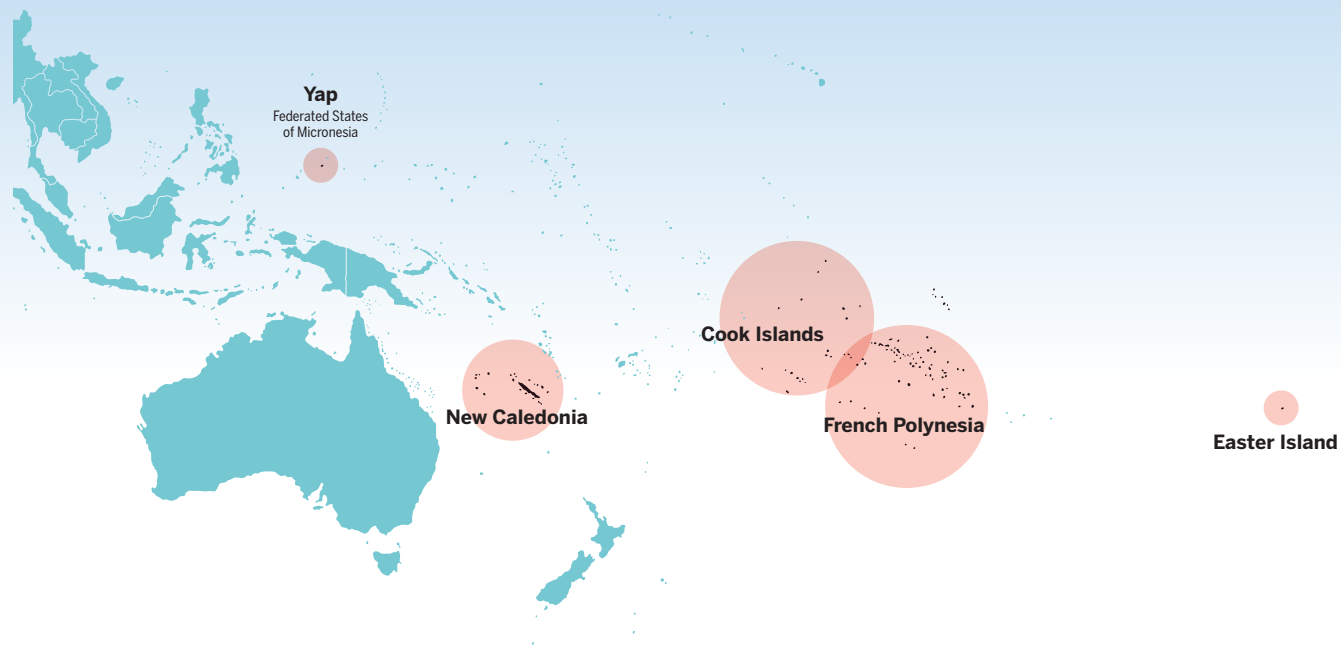 Yap
Federated States
of Micronesia
Cook Islands
New Caledonia
French Polynesia
Easter Island